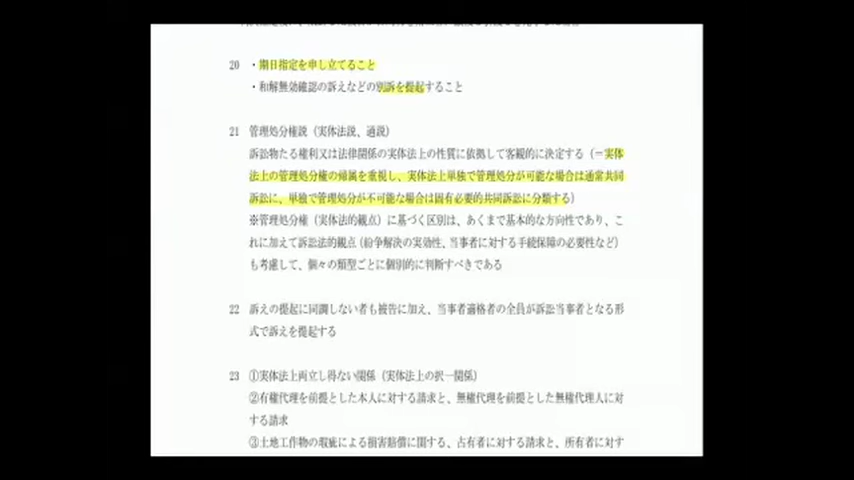 20 ・期日指定を申し立てること
・和解無効確認の訴えなどの別訴を提起すること
21 管理処分権説（実体法説、通説）
訴訟物たる権利又は法律関係の実体法上の性質に依拠して客観的に決定する（＝実体
法上の管理処分権の帰属を重視し、実体法上単独で管理処分が可能な場合は通常共同
訴訟に、単独で管理処分が不可能な場合は固有必要的共同訴訟に分類する）
※管理処分権（実体法的観点）に基づく区別は、あくまで基本的な方向性であり、こ
れに加えて訴訟法的観点（紛争解決の実効性、当事者に対する手続保障の必要性など）
も考慮して、個々の類型ごとに個別的に判断すべきである
22 訴えの提起に同調しない者も被告に加え、当事者適格者の全員が訴訟当事者となる形
式で訴えを提起する
23 ①実体法上両立し得ない関係（実体法上の択一関係）
②有権代理を前提とした本人に対する請求と、無権代理を前提とした無権代理人に対
する請求
③土地工作物の瑕疵による損害賠償に関する、占有者に対する請求と、所有者に対す